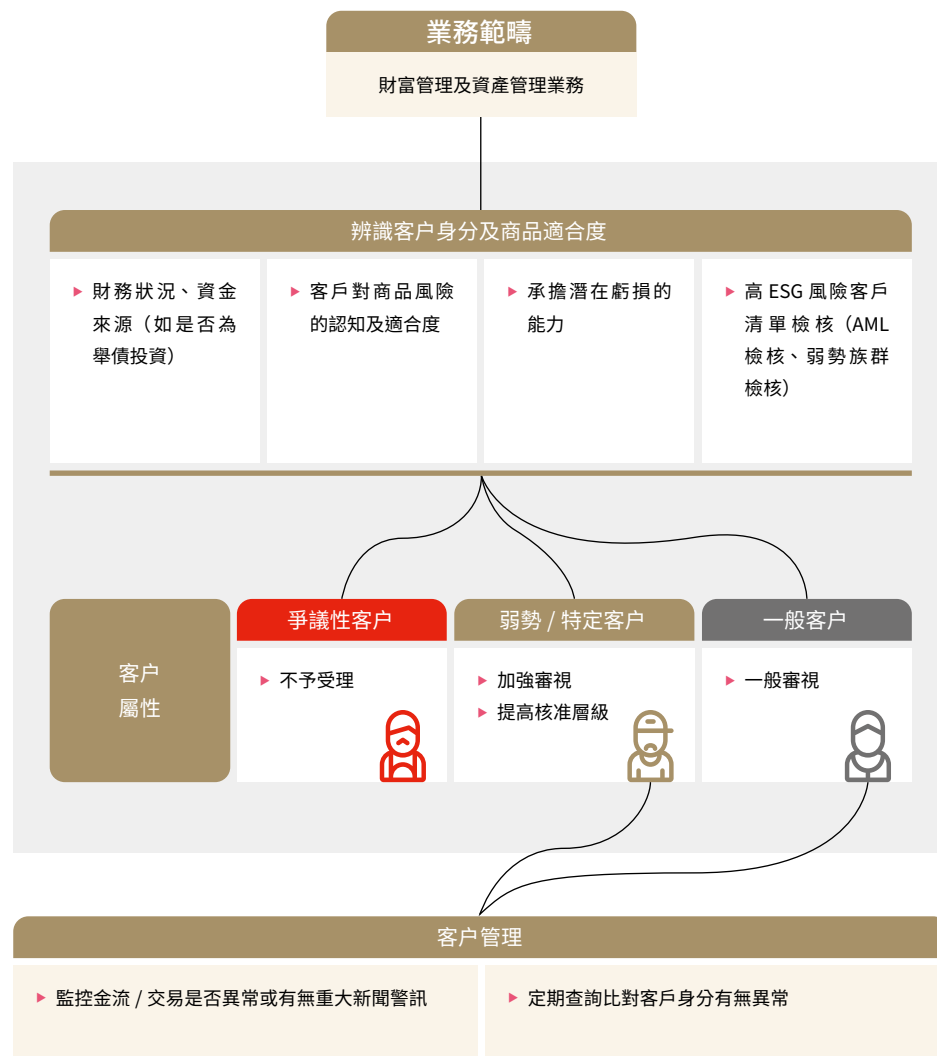 業務範疇
財富管理及資產管理業務
辨識客户身分及商品適合度
財務狀況、資金
來源（如是否為
舉債投資）
客戶對商品風險
的認知及適合度
承擔潛在虧損的
能力
高 ESG 風險客戶
清單檢核（AML
檢核、弱勢族群
檢核）
客户
屬性
爭議性客户
不予受理
弱勢 / 特定客户
加強審視
提高核准層級
一般客户
一般審視
客户管理
監控金流 / 交易是否異常或有無重大新聞警訊
定期查詢比對客戶身分有無異常